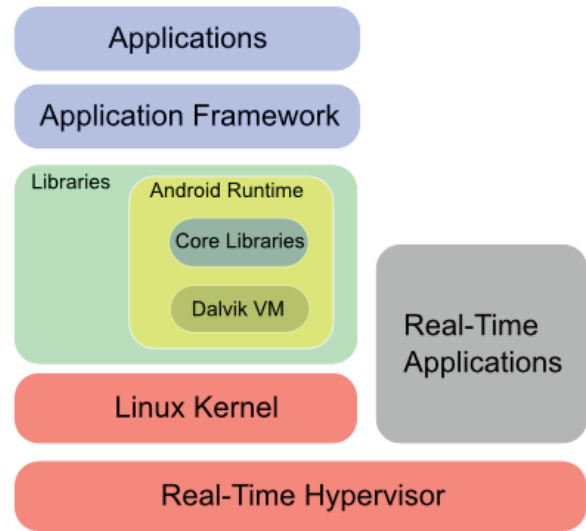 Applications
Application Framework
Libraries
Android Runtime
Core Libraries
Dalvik VM
Real-Time
Applications
Linux Kernel
Real-Time Hypervisor